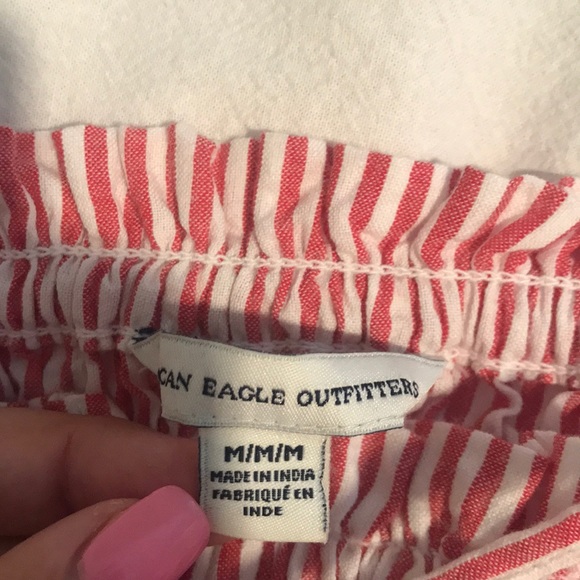 CAN EAGLE OUTFITTERS
M/M/M
MADE IN INDIA
FABRIQUÉ EN
INDE